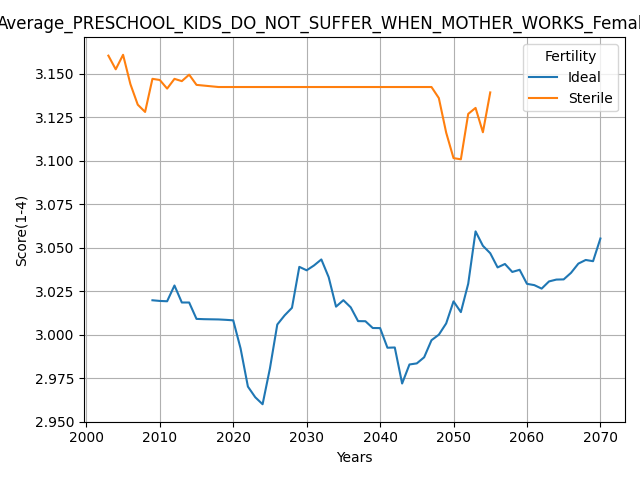 Average_PRESCHOOL_KIDS_DO_NOT_SUFFER_WHEN_MOTHER_WORKS_Femal
Fertility
Ideal
Sterile
Score(1-4)
3.150
3.125
3.100
3.075
3.050
3.025
3.000
2.975
2.950
2000 2010 2020 2030 2040 2050 2060 2070
Years